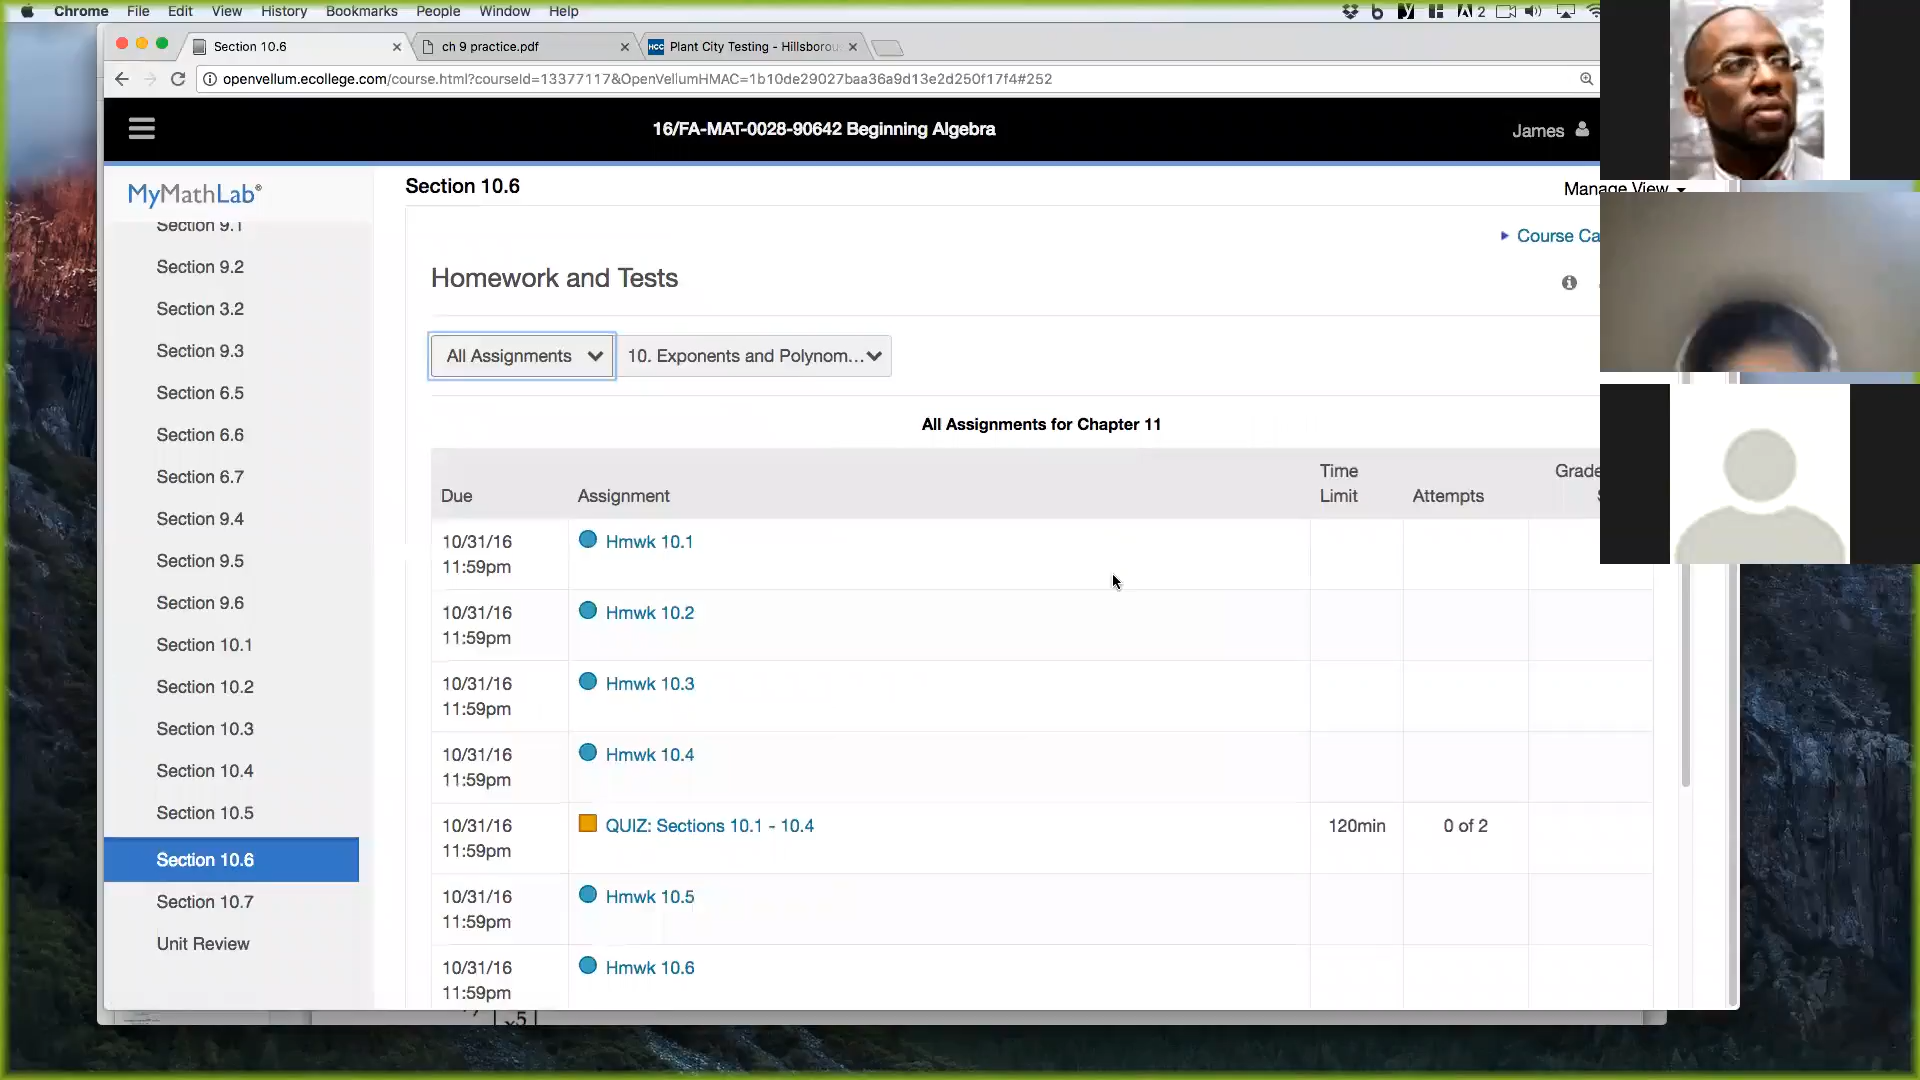 Chrome File Edit View History Bookmarks People Window Help 2
Section 10.6 ch 9 practice.pdf HCC Plant City Testing - Hillsborou
openvellum.ecollege.com/course.html?courseId=13377117&OpenVellumHMAC=1b10de29027baa36a9d13e2d250f17f4#252
16/FA-MAT-0028-90642 Beginning Algebra James
MyMathLab®
Section 9.1
Section 9.2
Section 3.2
Section 9.3
Section 6.5
Section 6.6
Section 6.7
Section 9.4
Section 9.5
Section 9.6
Section 10.1
Section 10.2
Section 10.3
Section 10.4
Section 10.5
Section 10.6
Section 10.7
Unit Review
Section 10.6
Manage View
Course Ca
Homework and Tests
All Assignments 10. Exponents and Polynom...
All Assignments for Chapter 11
Due Assignment Time Limit Attempts Grade
10/31/16 Hmwk 10.1
11:59pm
10/31/16 Hmwk 10.2
11:59pm
10/31/16 Hmwk 10.3
11:59pm
10/31/16 Hmwk 10.4
11:59pm
10/31/16 QUIZ: Sections 10.1 - 10.4 120min 0 of 2
11:59pm
10/31/16 Hmwk 10.5
11:59pm
10/31/16 Hmwk 10.6
11:59pm
x5